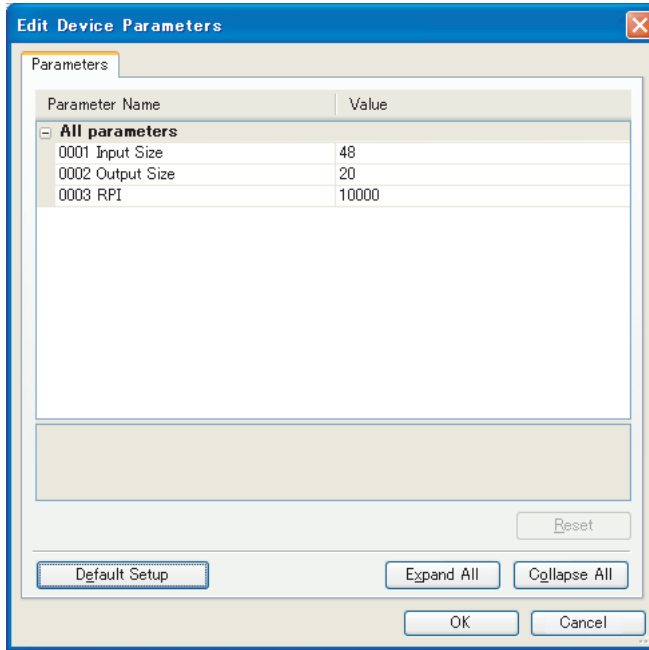 Edit Device Parameters
Parameters
Parameter Name Value
All parameters
0001 Input Size 48
0002 Output Size 20
0003 RPI 10000
Reset
Default Setup Expand All Collapse All
OK Cancel